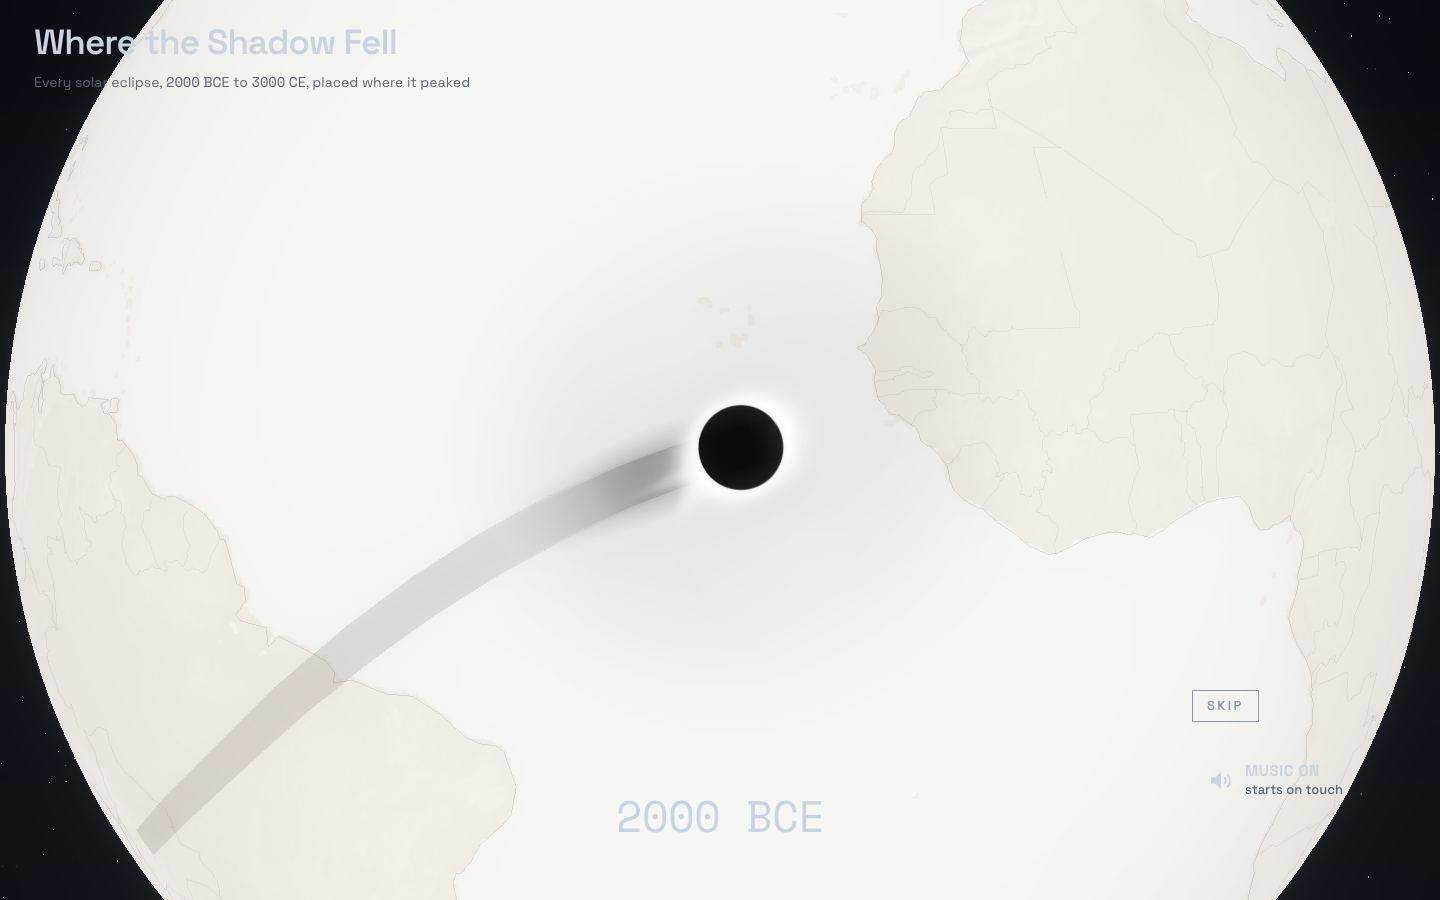 Where the Shadow Fell
Every solar eclipse, 2000 BCE to 3000 CE, placed where it peaked
SKIP
MUSIC ON
starts on touch
2000 BCE